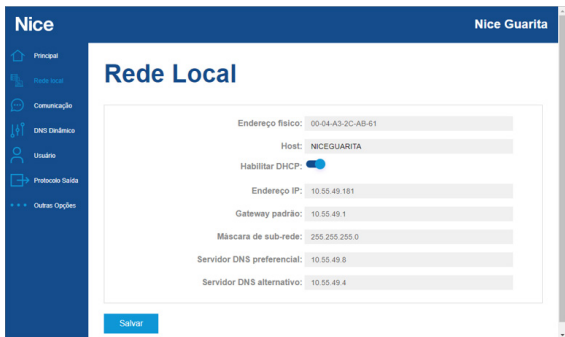 Nice
Nice Guarita
Principal
Rede local
Comunicação
DNS Dinâmico
Usuário
Protocolo Saída
Outras Opções
Rede Local
Endereço físico: 00-04-A3-2C-AB-61
Host: NICEGUARITA
Habilitar DHCP:
Endereço IP: 10.55.49.181
Gateway padrão: 10.55.49.1
Máscara de sub-rede: 255.255.255.0
Servidor DNS preferencial: 10.55.49.8
Servidor DNS alternativo: 10.55.49.4
Salvar